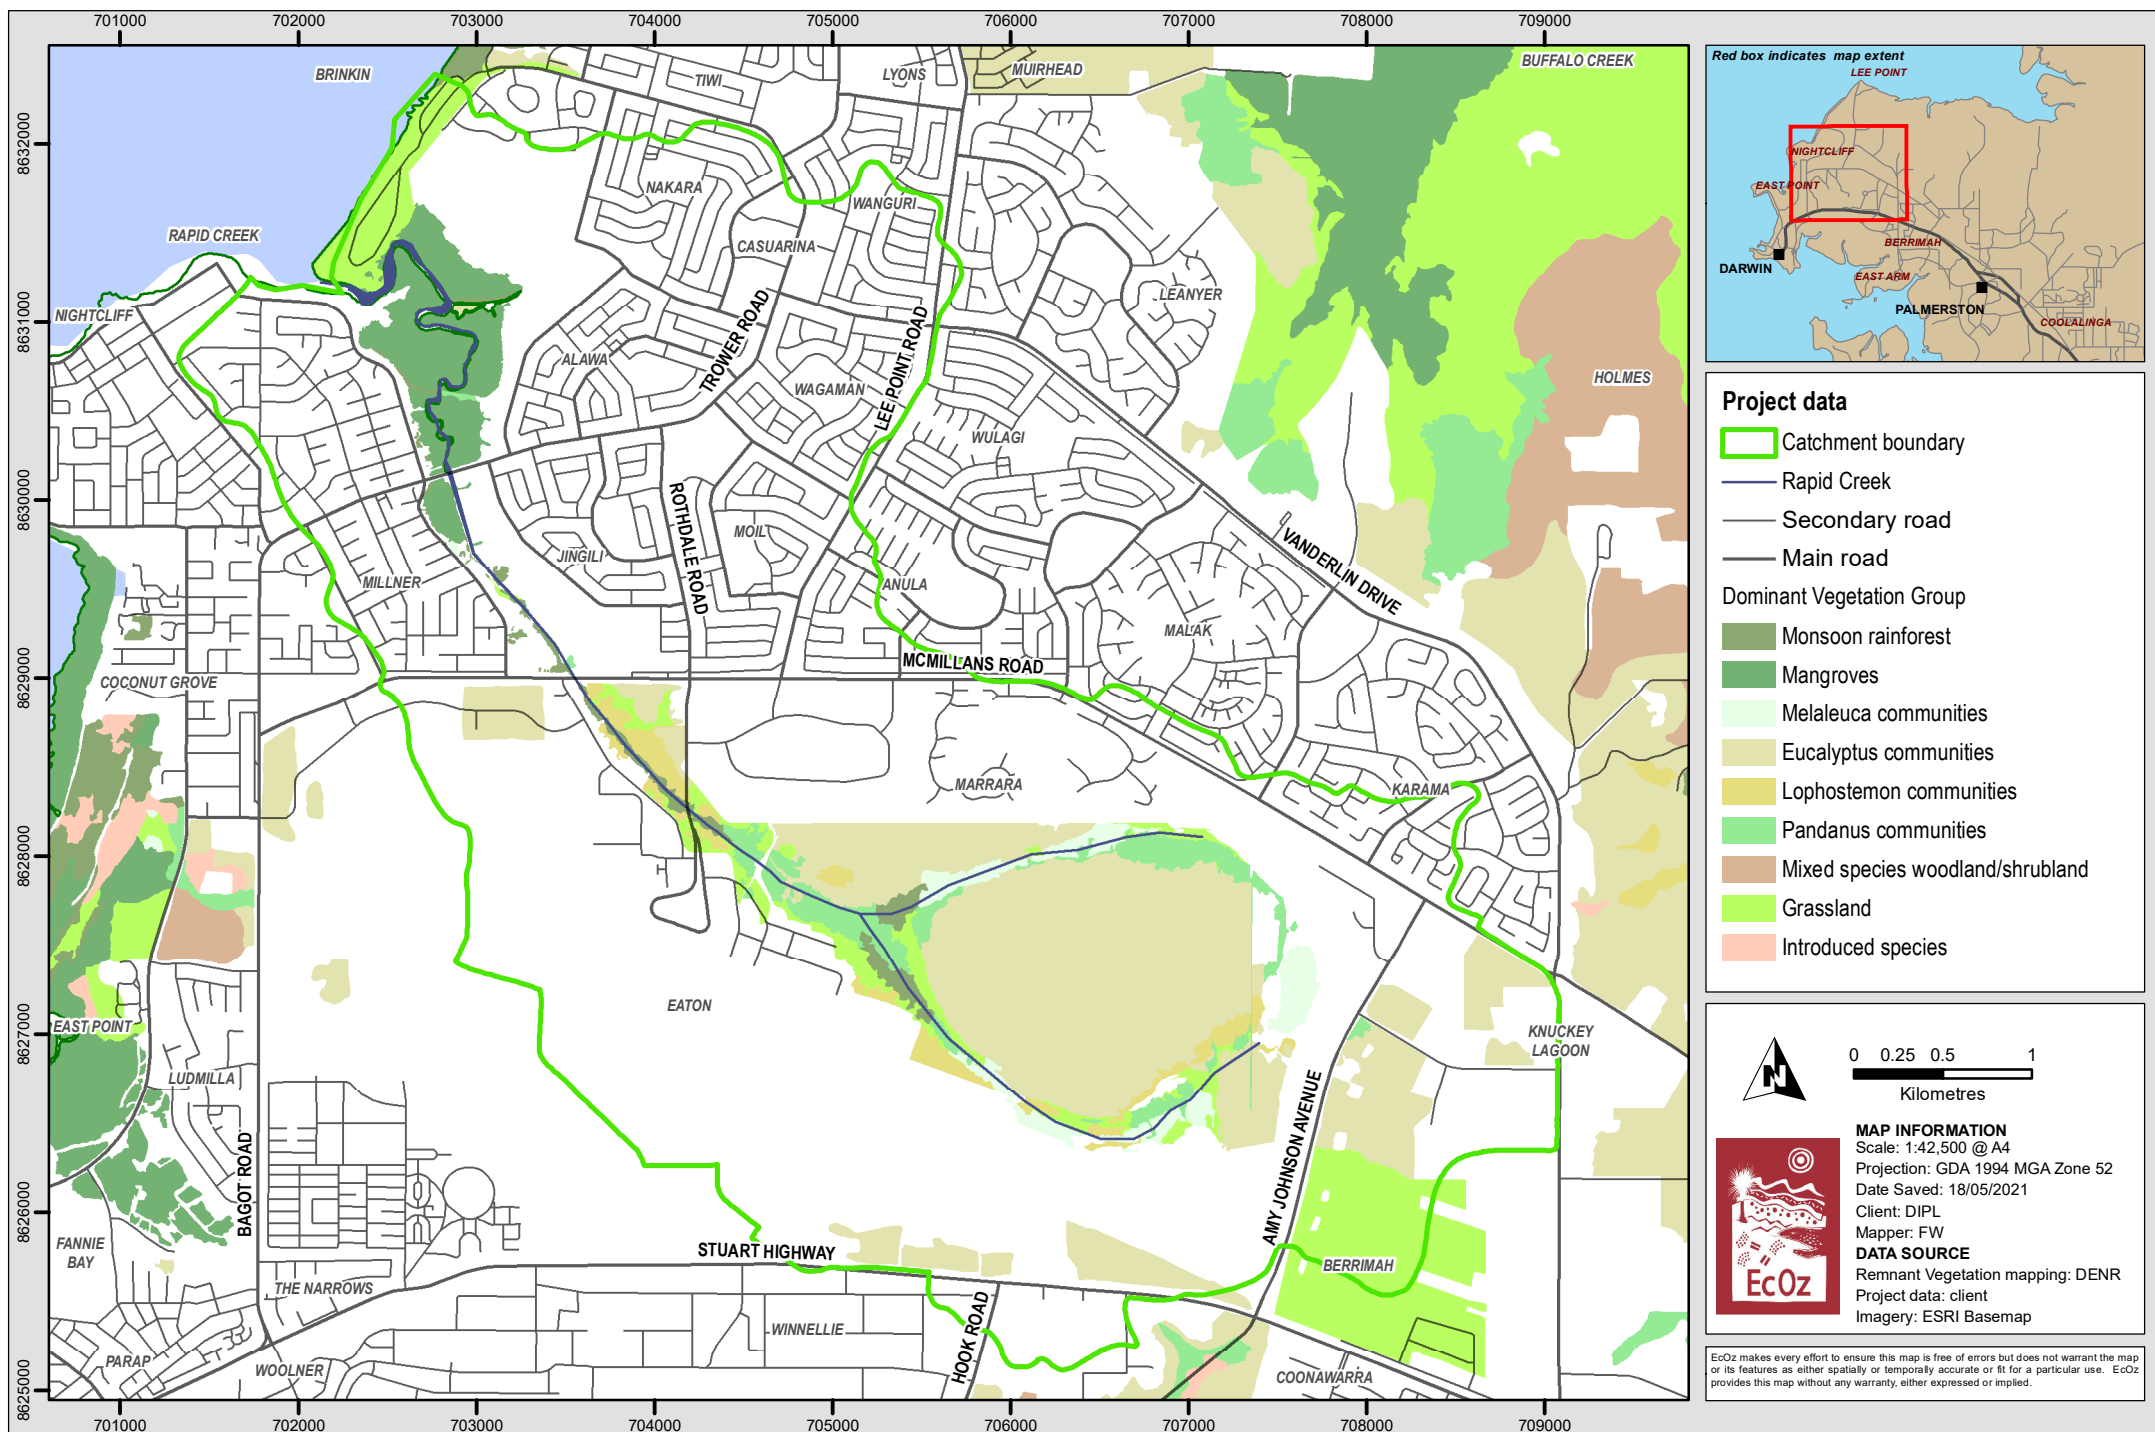 701000 702000 703000 704000 705000 706000 707000 708000 709000
8632000
8631000
8630000
8629000
8628000
8627000
8626000
8625000
BRINKIN
TIWI
LYONS
MUIRHEAD
BUFFALO CREEK
NAKARA
WANGURI
RAPID CREEK
CASUARINA
LEANYER
NIGHTCLIFF
ALAWA
TROWER ROAD
LEE POINT ROAD
WAGAMAN
HOLMES
WULAGI
ROTHDALE ROAD
MOIL
JINGILI
VANDERLIN DRIVE
MILLNER
ANULA
MALAK
MCMILLANS ROAD
COCONUT GROVE
MARRARA
KARAMA
EATON
EAST POINT
KNUCKEY
LAGOON
LUDMILLA
BAGOT ROAD
AMY JOHNSON AVENUE
FANNIE
BAY
STUART HIGHWAY
BERRIMAH
THE NARROWS
HOOK ROAD
WINNELLIE
PARAP
WOOLNER
COONAWARRA
701000 702000 703000 704000 705000 706000 707000 708000 709000
Red box indicates map extent
LEE POINT
NIGHTCLIFF
EAST POINT
BERRIMAH
DARWIN
EAST ARM
PALMERSTON
COOLALINGA
Project data
Catchment boundary
Rapid Creek
Secondary road
Main road
Dominant Vegetation Group
Monsoon rainforest
Mangroves
Melaleuca communities
Eucalyptus communities
Lophostemon communities
Pandanus communities
Mixed species woodland/shrubland
Grassland
Introduced species
N
0 0.25 0.5 1
Kilometres
EcOz
MAP INFORMATION
Scale: 1:42,500 @ A4
Projection: GDA 1994 MGA Zone 52
Date Saved: 18/05/2021
Client: DIPL
Mapper: FW
DATA SOURCE
Remnant Vegetation mapping: DENR
Project data: client
Imagery: ESRI Basemap
EcOz makes every effort to ensure this map is free of errors but does not warrant the map
or its features as either spatially or temporally accurate or fit for a particular use. EcOz
provides this map without any warranty, either expressed or implied.